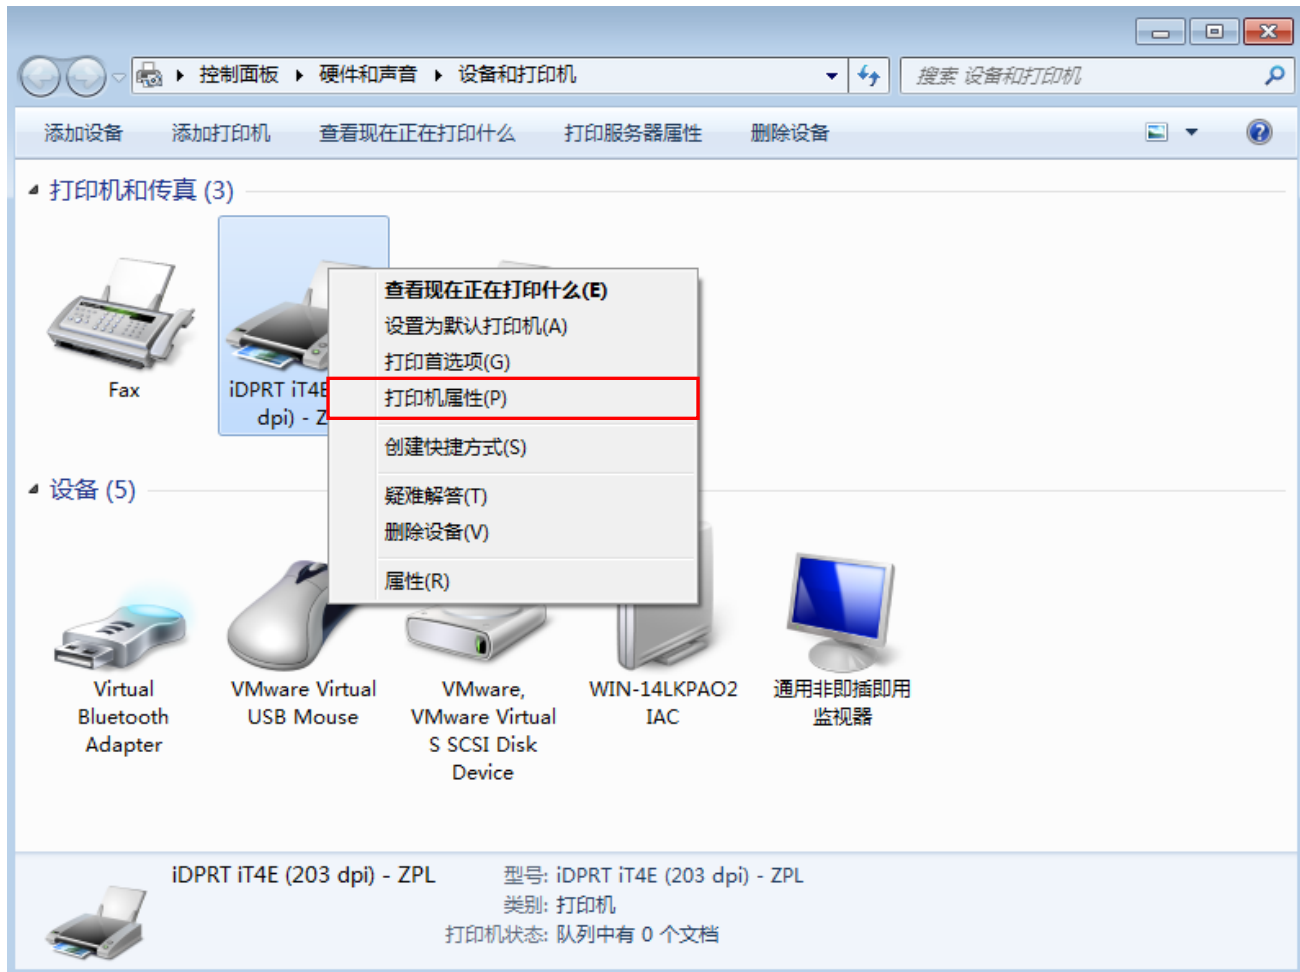 控制面板 ▸ 硬件和声音 ▸ 设备和打印机
搜索 设备和打印机
添加设备 添加打印机 查看现在正在打印什么 打印服务器属性 删除设备
打印机和传真 (3)
Fax
iDPRT iT4E
dpi) - Z
查看现在正在打印什么(E)
设置为默认打印机(A)
打印首选项(G)
打印机属性(P)
创建快捷方式(S)
疑难解答(T)
删除设备(V)
属性(R)
设备 (5)
Virtual
Bluetooth
Adapter
VMware Virtual
USB Mouse
VMware,
VMware Virtual
S SCSI Disk
Device
WIN-14LKPAO2
IAC
通用非即插即用
监视器
iDPRT iT4E (203 dpi) - ZPL
型号: iDPRT iT4E (203 dpi) - ZPL
类别: 打印机
打印机状态: 队列中有 0 个文档